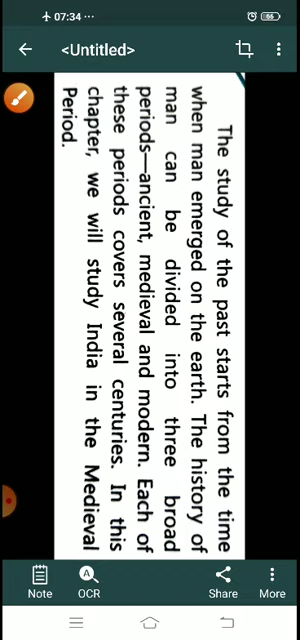 07:34
<Untitled>
The study of the past starts from the time
when man emerged on the earth. The history of
man can be divided into three broad
periods—ancient, medieval and modern. Each of
these periods covers several centuries. In this
chapter, we will study India in the Medieval
Period.
Note
A
OCR
Share
More